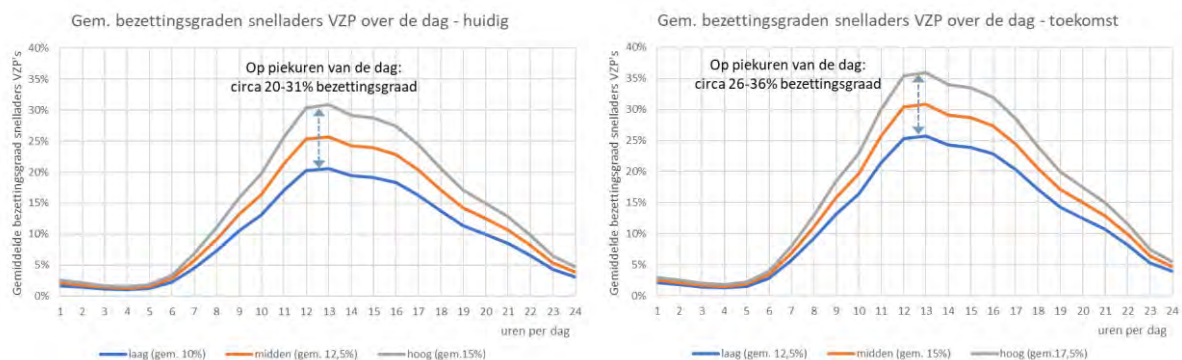 Gem. bezettingsgraden snelladers VZP over de dag - huidig
Gemiddelde bezettingsgraad snelladers VZP's
40%
35%
30%
25%
20%
15%
10%
5%
0%
Op piekuren van de dag:
circa 20-31% bezettingsgraad
1 2 3 4 5 6 7 8 9 10 11 12 13 14 15 16 17 18 19 20 21 22 23 24
uren per dag
laag (gem. 10%) midden (gem. 12,5%) hoog (gem.15%)
Gem. bezettingsgraden snelladers VZP over de dag - toekomst
Gemiddelde bezettingsgraad snelladers VZP's
40%
35%
30%
25%
20%
15%
10%
5%
0%
Op piekuren van de dag:
circa 26-36% bezettingsgraad
1 2 3 4 5 6 7 8 9 10 11 12 13 14 15 16 17 18 19 20 21 22 23 24
uren per dag
laag (gem. 12,5%) midden (gem. 15%) hoog (gem.17,5%)